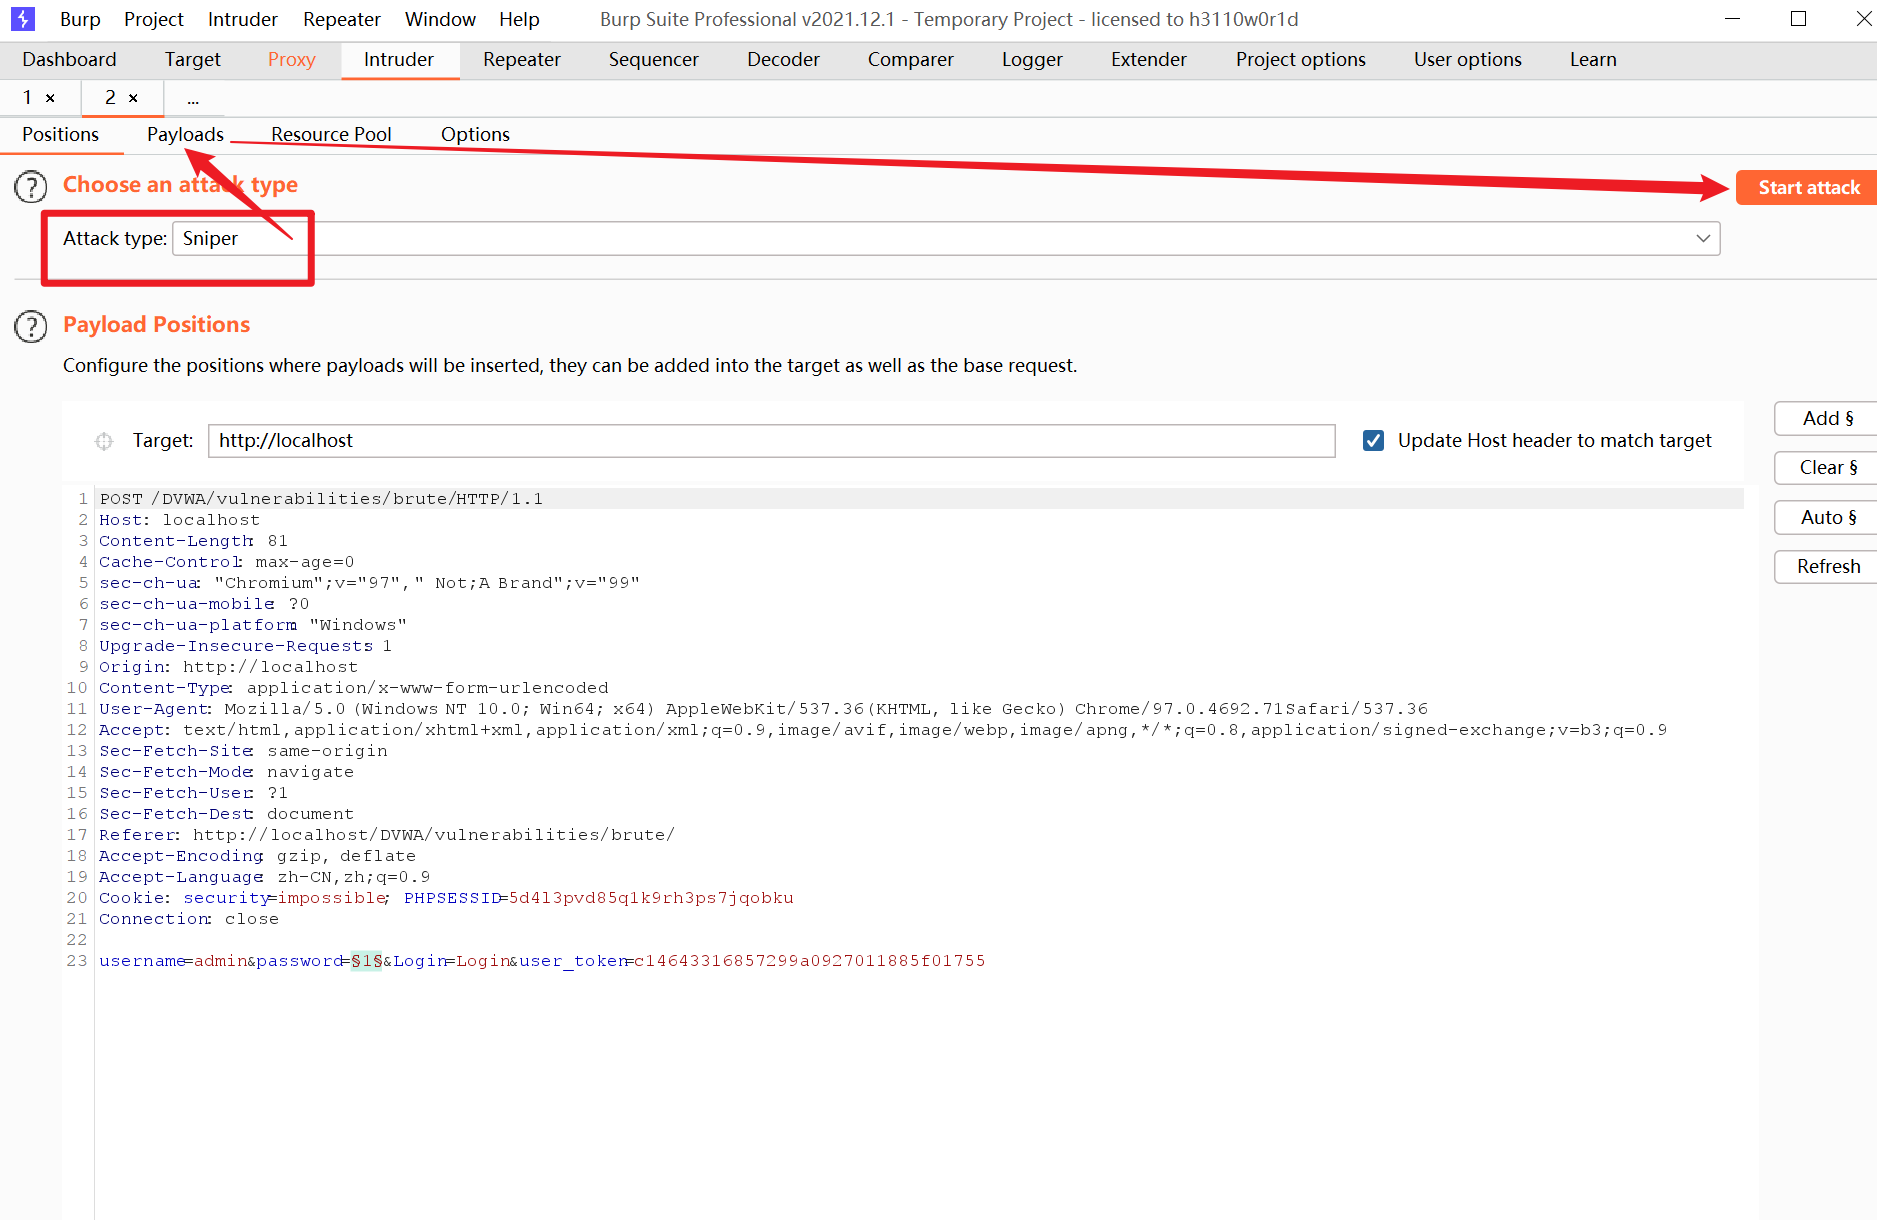 Burp Project Intruder Repeater Window Help Burp Suite Professional v2021.12.1 - Temporary Project - licensed to h3110w0r1d
Dashboard Target Proxy Intruder Repeater Sequencer Decoder Comparer Logger Extender Project options User options Learn
1 × 2 × ...
Positions Payloads Resource Pool Options
? Choose an attack type
Start attack
Attack type: Sniper
? Payload Positions
Configure the positions where payloads will be inserted, they can be added into the target as well as the base request.
Target: http://localhost Update Host header to match target
Add §
Clear §
Auto §
Refresh
1 POST /DVWA/vulnerabilities/brute/HTTP/1.1
2 Host: localhost
3 Content-Length: 81
4 Cache-Control: max-age=0
5 sec-ch-ua: "Chromium";v="97"," Not;A Brand";v="99"
6 sec-ch-ua-mobile: ?0
7 sec-ch-ua-platform: "Windows"
8 Upgrade-Insecure-Requests: 1
9 Origin: http://localhost
10 Content-Type: application/x-www-form-urlencoded
11 User-Agent: Mozilla/5.0 (Windows NT 10.0; Win64; x64) AppleWebKit/537.36(KHTML, like Gecko) Chrome/97.0.4692.71Safari/537.36
12 Accept: text/html,application/xhtml+xml,application/xml;q=0.9,image/avif,image/webp,image/apng,*/*;q=0.8,application/signed-exchange;v=b3;q=0.9
13 Sec-Fetch-Site: same-origin
14 Sec-Fetch-Mode: navigate
15 Sec-Fetch-User: ?1
16 Sec-Fetch-Dest: document
17 Referer: http://localhost/DVWA/vulnerabilities/brute/
18 Accept-Encoding: gzip, deflate
19 Accept-Language: zh-CN,zh;q=0.9
20 Cookie: security=impossible; PHPSESSID=5d4l3pvd85q1k9rh3ps7jqobku
21 Connection: close
22
23 username=admin&password=§1§&Login=Login&user_token=c14643316857299a0927011885f01755